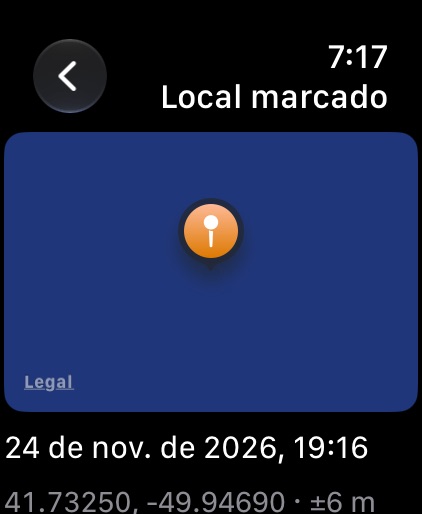 7:17
Local marcado
Legal
24 de nov. de 2026, 19:16
41.73250, -49.94690 · ±6 m